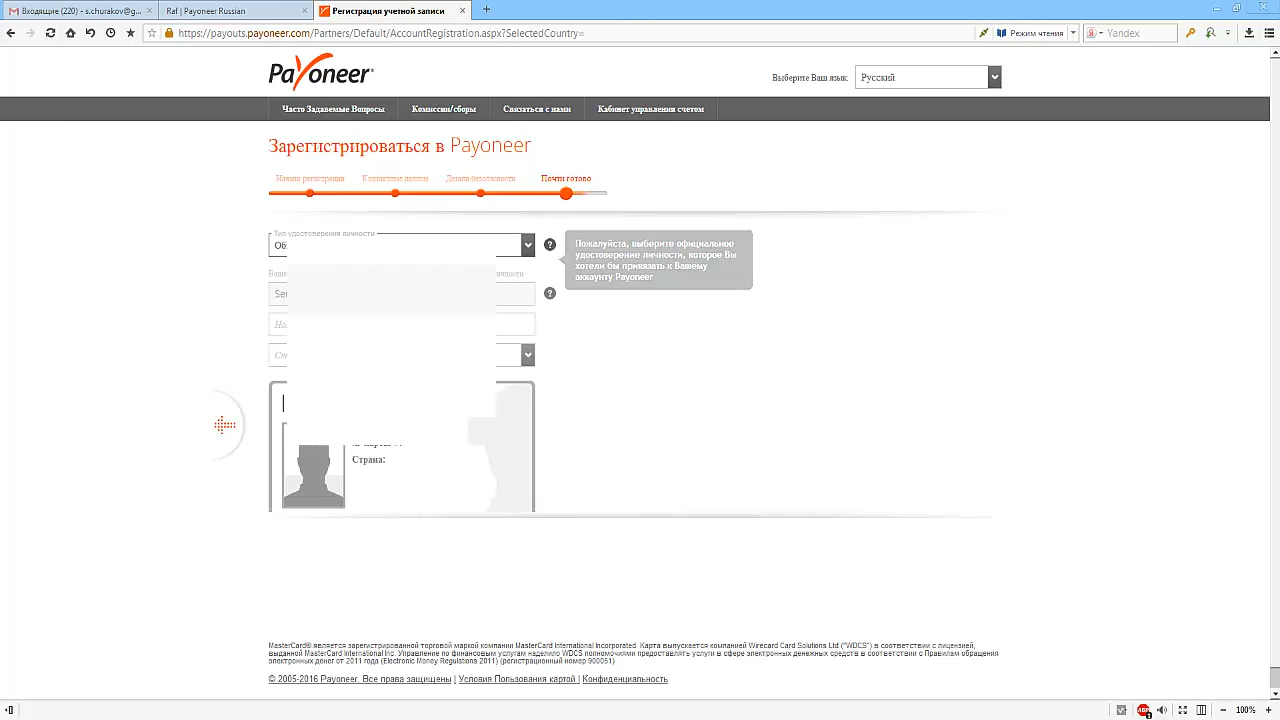 Входящие (220) - s.churakov@g...
Raf | Payoneer Russian
Регистрация учетной записи
https://payouts.payoneer.com/Partners/Default/AccountRegistration.aspx?SelectedCountry=
Режим чтения
Yandex
Payoneer
Выберите Ваш язык:
Русский
Часто Задаваемые Вопросы
Комиссии/сборы
Связаться с нами
Кабинет управления счетом
Зарегистрироваться в Payoneer
Начало регистрации
Контактные данные
Детали безопасности
Почти готово
Тип удостоверения личности
Пожалуйста, выберите официальное
удостоверение личности, которое Вы
хотели бы привязать к Вашему
аккаунту Payoneer
Страна:
MasterCard® является зарегистрированной торговой маркой компании MasterCard International Incorporated. Карта выпускается компанией Wirecard Card Solutions Ltd ("WDCS") в соответствии с лицензией,
выданной MasterCard International Inc. Управление по финансовым услугам наделило WDCS полномочиями предоставлять услуги в сфере электронных денежных средств в соответствии с Правилам обращения
электронных денег от 2011 года (Electronic Money Regulations 2011) (регистрационный номер 900051)
© 2005-2016 Payoneer, Все права защищены | Условия Пользования картой | Конфиденциальность
100%